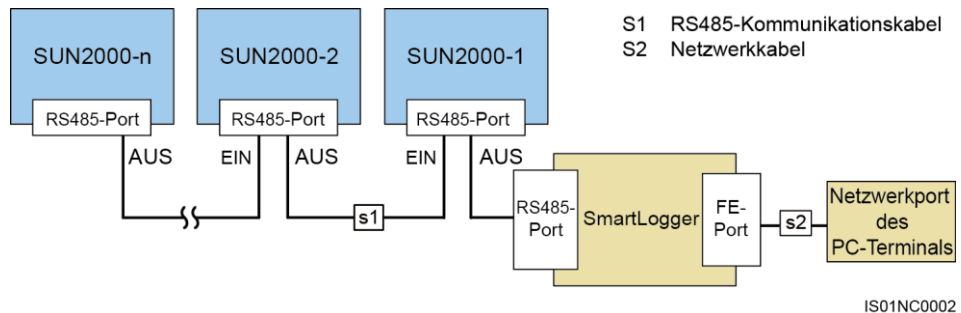 SUN2000-n
SUN2000-2
SUN2000-1
S1 RS485-Kommunikationskabel
S2 Netzwerkkabel
RS485-Port
RS485-Port
RS485-Port
AUS
EIN
AUS
EIN
AUS
s1
RS485-
Port
SmartLogger
FE-
Port
s2
Netzwerkport
des
PC-Terminals
IS01NC0002